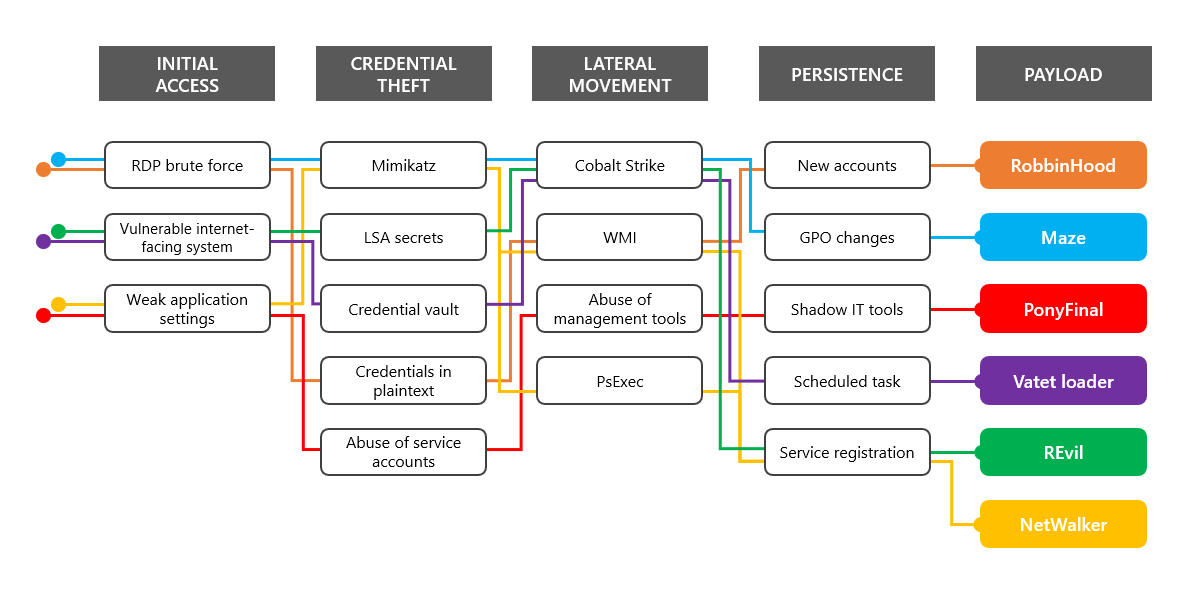 INITIAL
ACCESS
CREDENTIAL
THEFT
LATERAL
MOVEMENT
PERSISTENCE
PAYLOAD
RDP brute force
Mimikatz
Cobalt Strike
New accounts
RobbinHood
Vulnerable internet-
facing system
LSA secrets
WMI
GPO changes
Maze
Weak application
settings
Credential vault
Abuse of
management tools
Shadow IT tools
PonyFinal
Credentials in
plaintext
PsExec
Scheduled task
Vatet loader
Abuse of service
accounts
Service registration
REvil
NetWalker